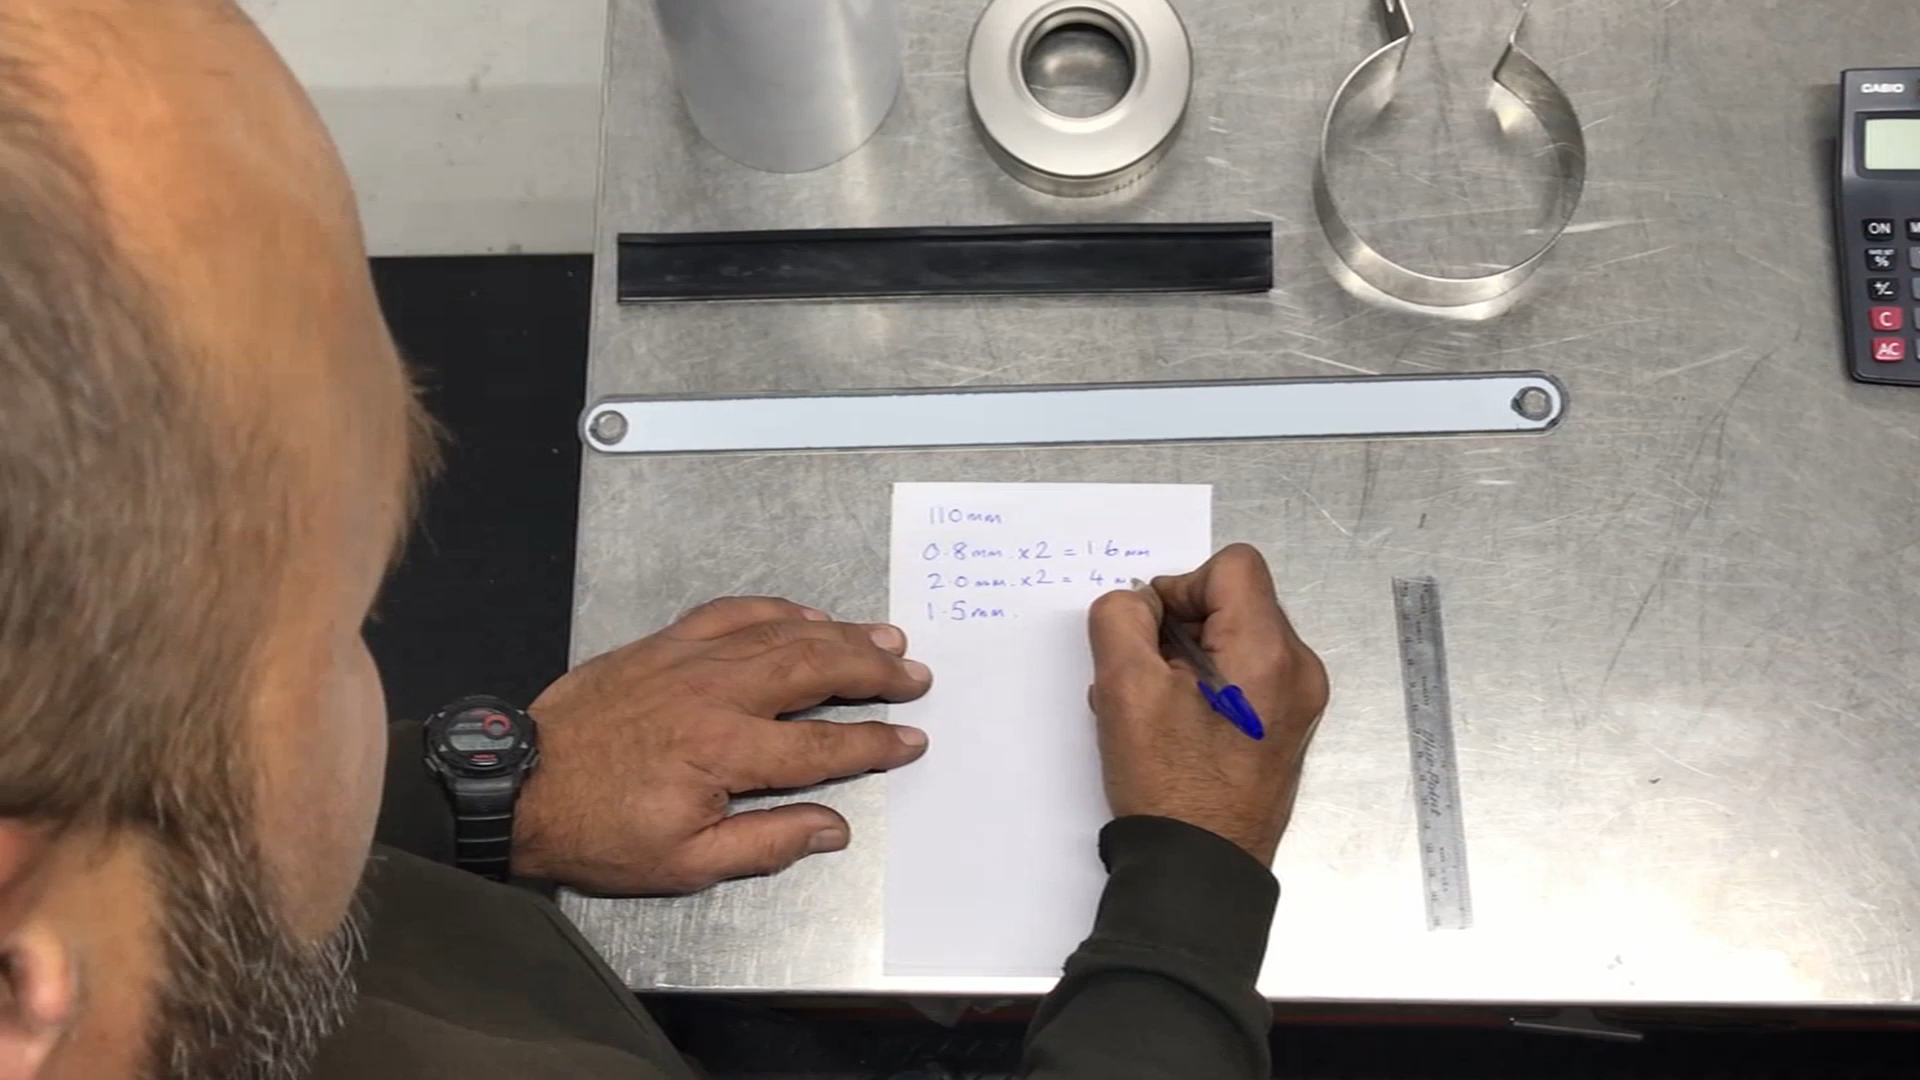 CASIO
ON
%
+/-
C
AC
110mm
0.8mm.x2 = 1.6mm
2.0mm.x2 = 4 m
1.5mm.